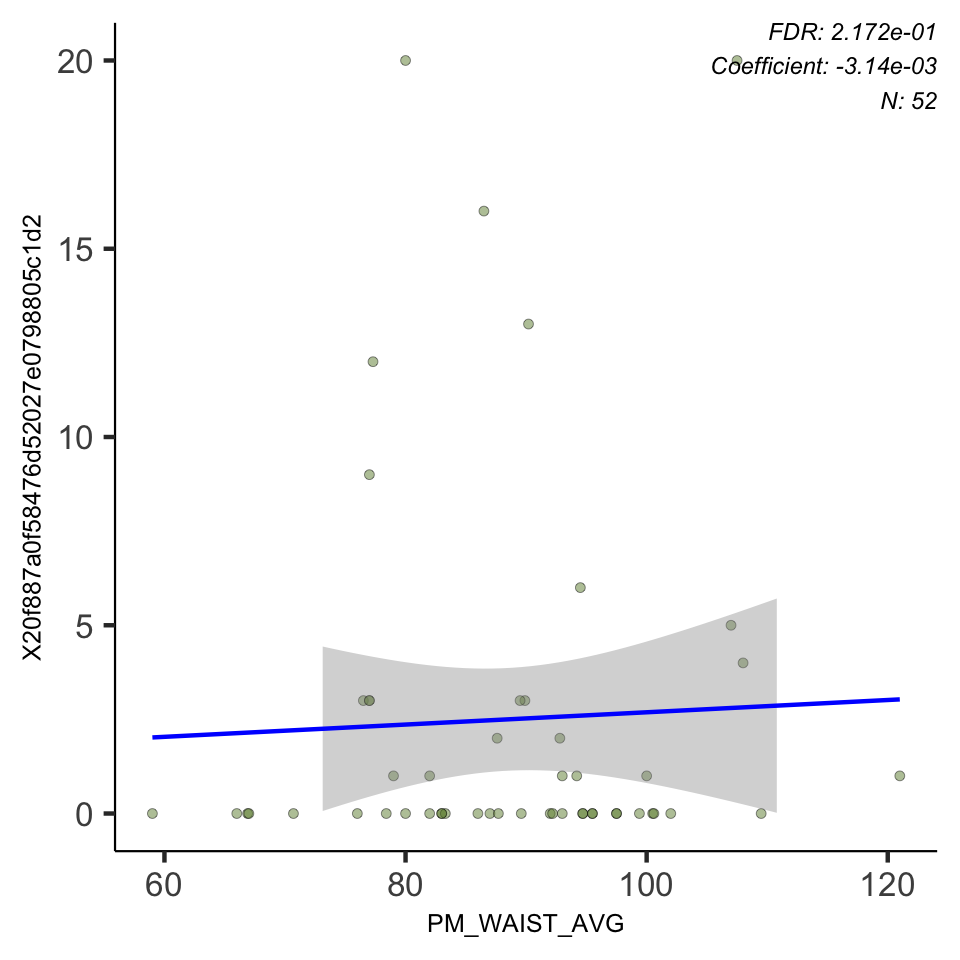 FDR: 2.172e-01
Coefficient: -3.14e-03
N: 52
20
15
10
5
0
X20f887a0f58476d52027e0798805c1d2
60 80 100 120
PM_WAIST_AVG